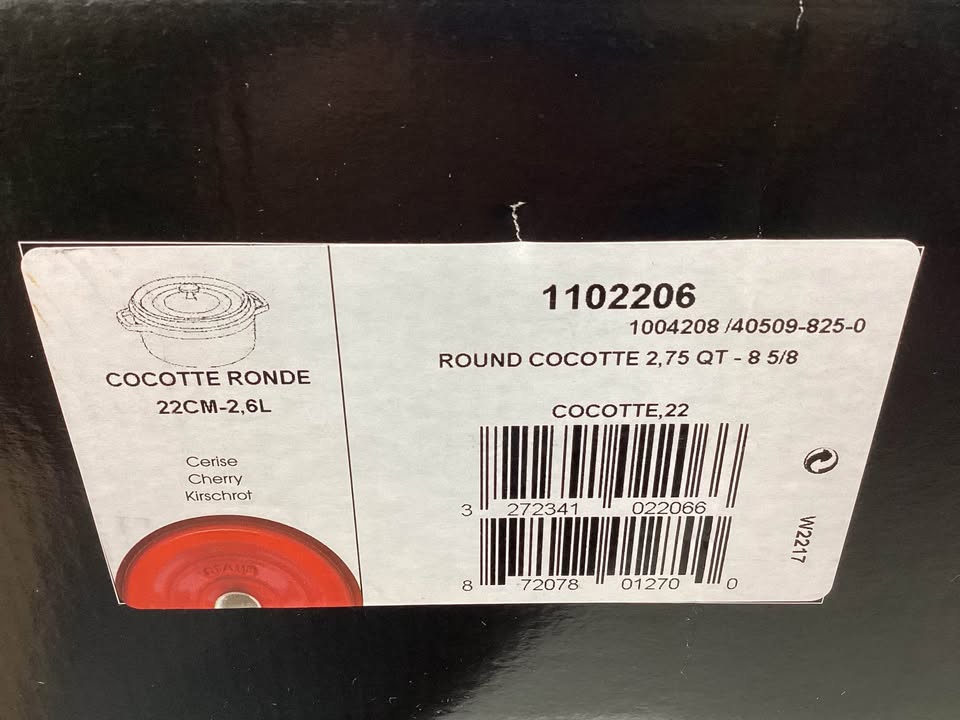 COCOTTE RONDE
22CM-2,6L
Cerise
Cherry
Kirschrot
STAUB
1102206
1004208 /40509-825-0
ROUND COCOTTE 2,75 QT - 8 5/8
COCOTTE,22
3 272341 022066
8 72078 01270 0
W2217